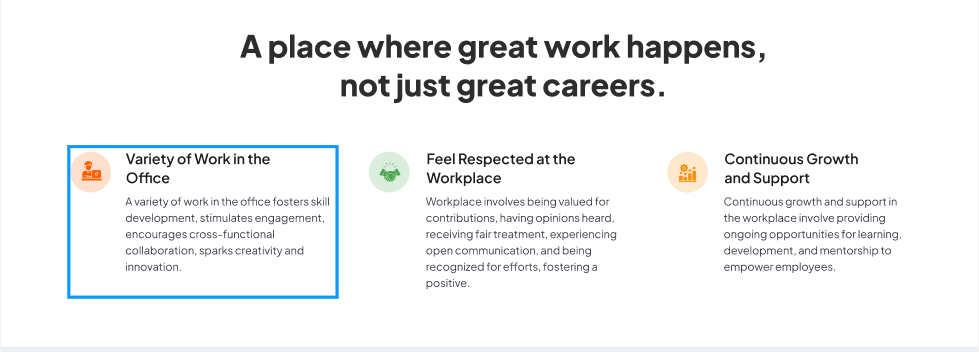 A place where great work happens,
not just great careers.
Variety of Work in the
Office
A variety of work in the office fosters skill
development, stimulates engagement,
encourages cross-functional
collaboration, sparks creativity and
innovation.
Feel Respected at the
Workplace
Workplace involves being valued for
contributions, having opinions heard,
receiving fair treatment, experiencing
open communication, and being
recognized for efforts, fostering a
positive.
Continuous Growth
and Support
Continuous growth and support in
the workplace involve providing
ongoing opportunities for learning,
development, and mentorship to
empower employees.